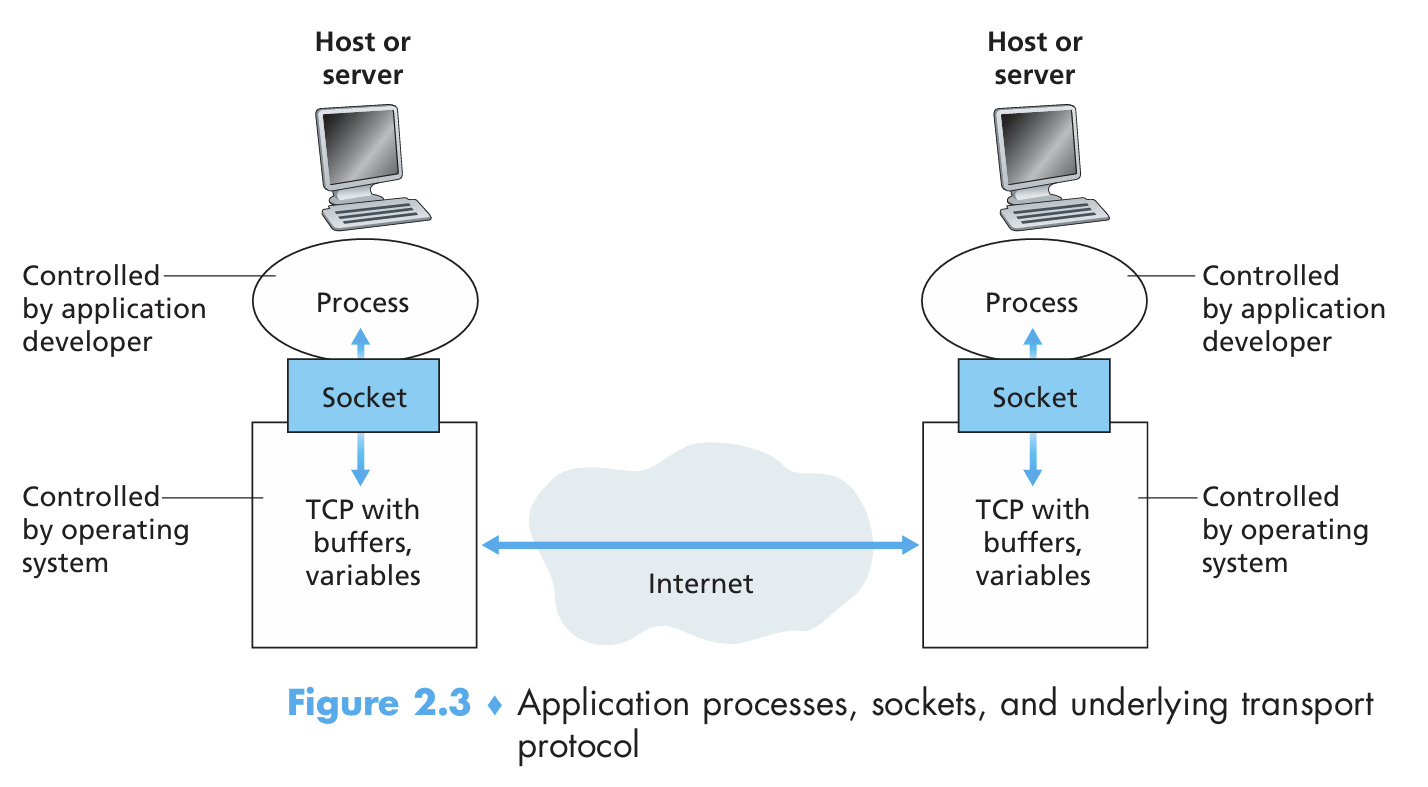 Host or
server
Host or
server
Controlled
by application
developer
Process
Process
Controlled
by application
developer
Socket
Socket
Controlled
by operating
system
TCP with
buffers,
variables
Internet
TCP with
buffers,
variables
Controlled
by operating
system
Figure 2.3 ♦ Application processes, sockets, and underlying transport
protocol